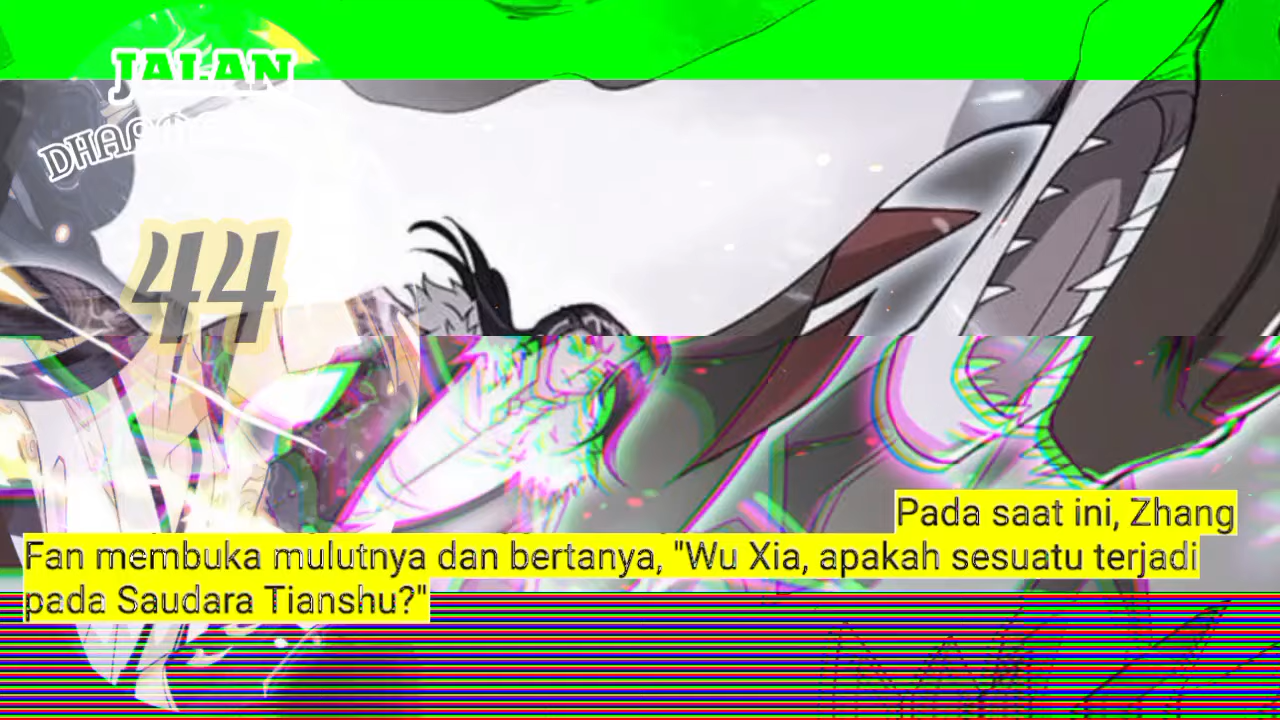 JALAN
44
Pada saat ini, Zhang
Fan membuka mulutnya dan bertanya, "Wu Xia, apakah sesuatu terjadi
pada Saudara Tianshu?"